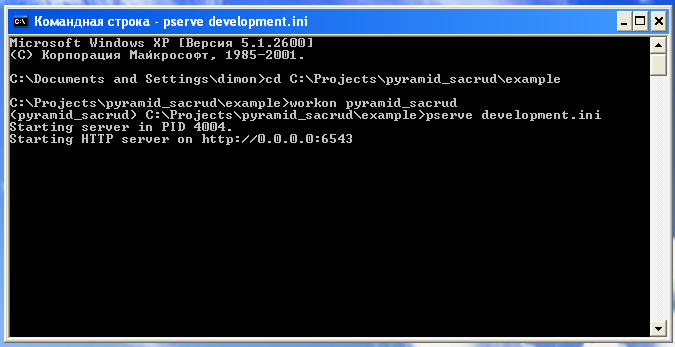 Командная строка - pserve development.ini
Microsoft Windows XP [Версия 5.1.2600]
(C) Корпорация Майкрософт, 1985-2001.
C:\Documents and Settings\dimon>cd C:\Projects\pyramid_sacrud\example
C:\Projects\pyramid_sacrud\example>workon pyramid_sacrud
(pyramid_sacrud) C:\Projects\pyramid_sacrud\example>pserve development.ini
Starting server in PID 4004.
Starting HTTP server on http://0.0.0.0:6543